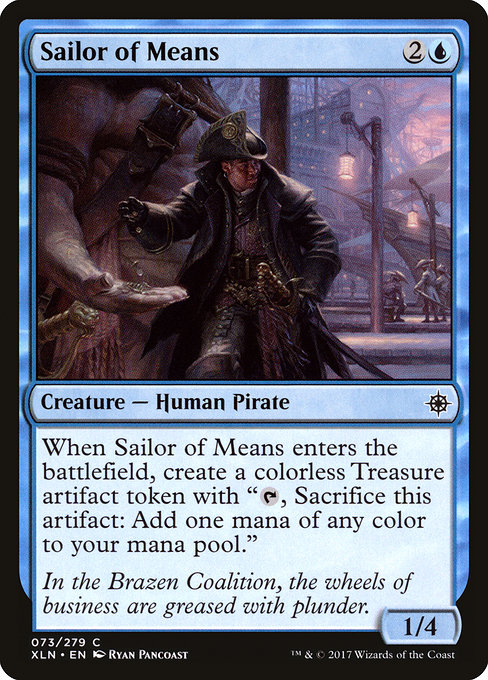 Sailor of Means 2
Creature — Human Pirate
When Sailor of Means enters the
battlefield, create a colorless Treasure
artifact token with “, Sacrifice this
artifact: Add one mana of any color
to your mana pool.”
In the Brazen Coalition, the wheels of
business are greased with plunder.
1/4
073/279 C
XLN • EN Ryan Pancoast
™ & © 2017 Wizards of the Coast